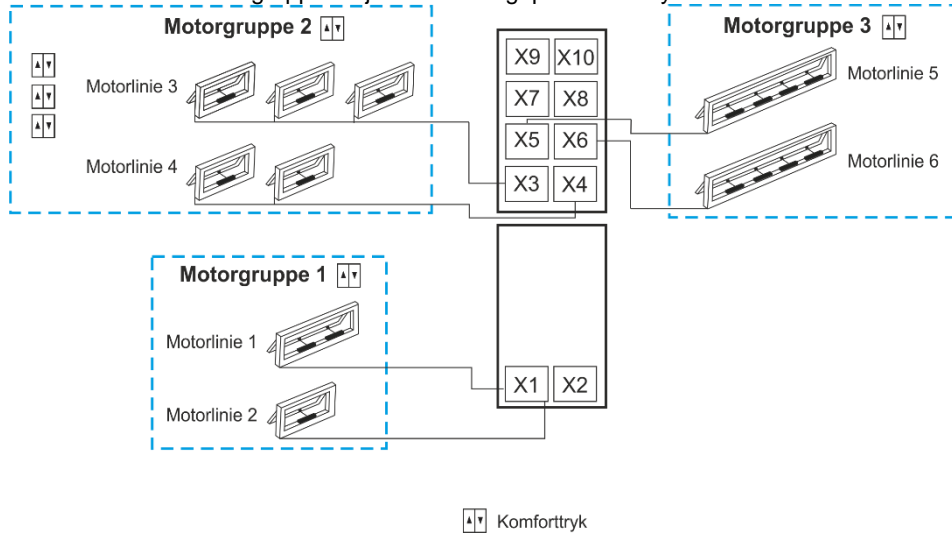 Motorgruppe 2
Motorlinie 3
Motorlinie 4
X9 X10
X7 X8
X5 X6
X3 X4
Motorgruppe 3
Motorlinie 5
Motorlinie 6
Motorgruppe 1
Motorlinie 1
Motorlinie 2
X1 X2
Komforttryk